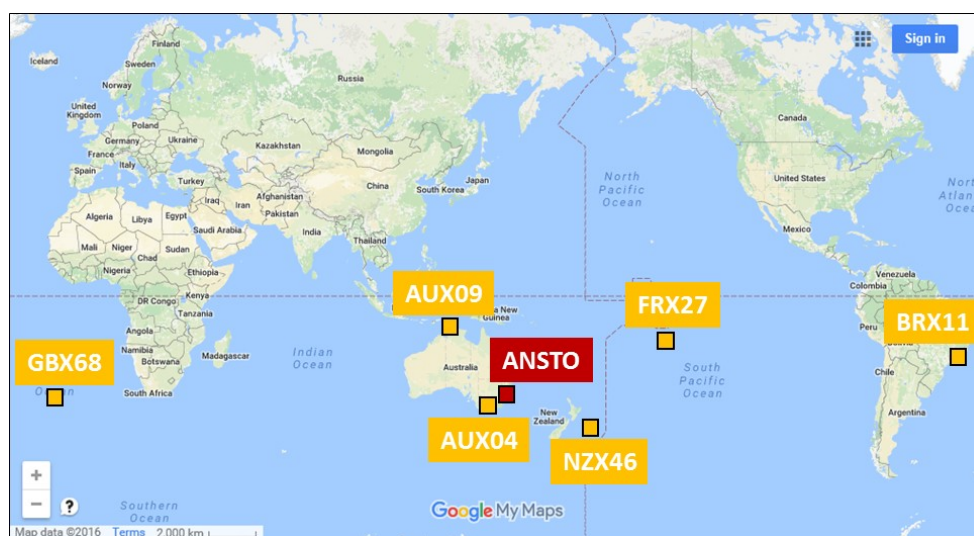 Sign in
Iceland
Finland
Sweden
Norway
Russia
Canada
United
Kingdom
Poland
Germany
Ukraine
France
Kazakhstan
Mongolia
Italy
Spain
Turkey
South Korea
Japan
North
Pacific
Ocean
United States
Nor
Atlan
Ocea
Afghanistan
China
Iraq
Iran
Pakistan
Algeria
Libya
Egypt
Saudi Arabia
India
Mexico
Mali
Niger
Sudan
Chad
Thailand
Nigeria
Ethiopia
Venezuela
Colombia
DR Congo
Kenya
Tanzania
AUX09
New
Guinea
FRX27
BRX11
Peru
Angola
Namibia
Botswana
Madagascar
Indian
Ocean
GBX68
Australia
ANSTO
South
Pacific
Ocean
Chile
South Africa
AUX04
New
Zealand
NZX46
Argentina
+
−
?
Southern
Ocean
Google My Maps
Map data ©2016 Terms 2,000 km